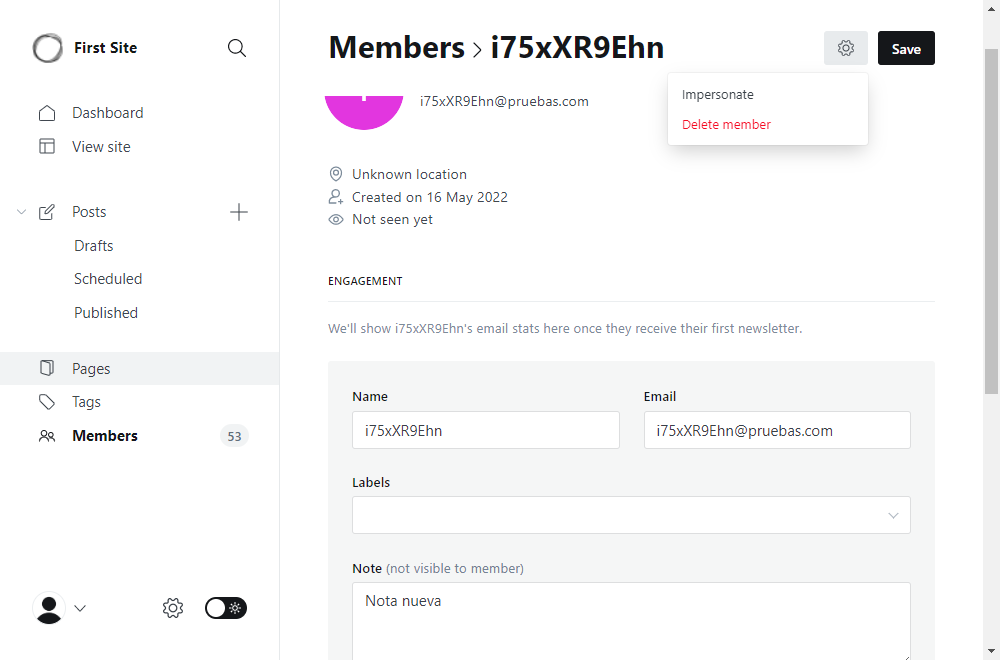 First Site
Dashboard
View site
Posts
Drafts
Scheduled
Published
Pages
Tags
Members 53
Members > i75xXR9Ehn
Save
Impersonate
Delete member
i75xXR9Ehn@pruebas.com
Unknown location
Created on 16 May 2022
Not seen yet
ENGAGEMENT
We'll show i75xXR9Ehn's email stats here once they receive their first newsletter.
Name
i75xXR9Ehn
Email
i75xXR9Ehn@pruebas.com
Labels
Note (not visible to member)
Nota nueva